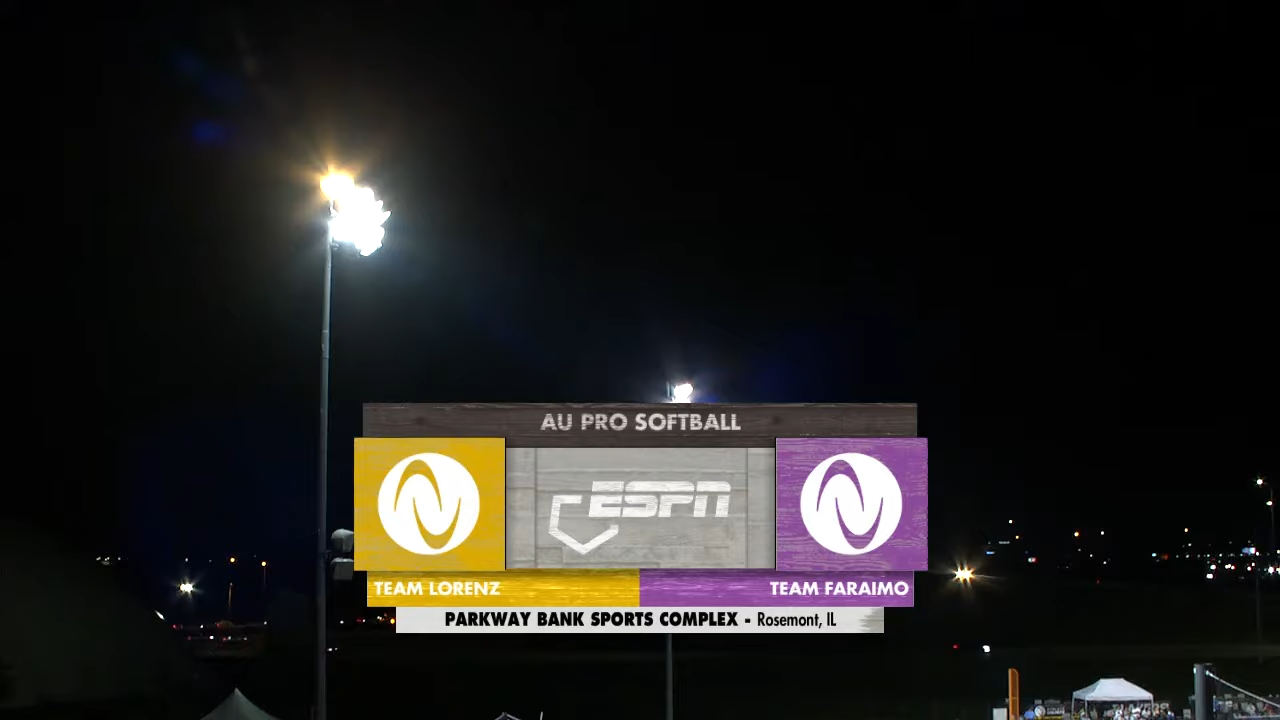 AU PRO SOFTBALL
ESPN
TEAM LORENZ
TEAM FARAIMO
PARKWAY BANK SPORTS COMPLEX - Rosemont, IL